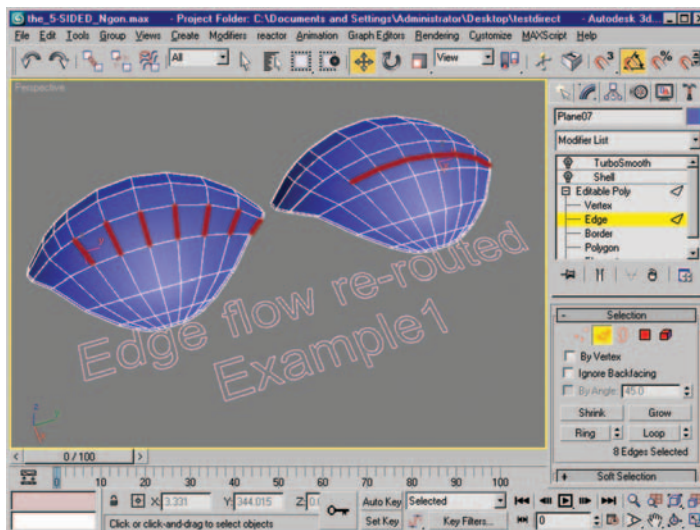 the_5-SIDED_Ngon.max - Project Folder: C:\Documents and Settings\Administrator\Desktop\testdirect - Autodesk 3d...
File Edit Tools Group Views Create Modifiers reactor Animation Graph Editors Rendering Customize MAXScript Help
All
View
Perspective
Plane07
Modifier List
TurboSmooth
Shell
Editable Poly
Vertex
Edge
Border
Polygon
Edge flow re-routed
Example1
Selection
By Vertex
Ignore Backfacing
By Angle: 45.0
Shrink Grow
Ring Loop
8 Edges Selected
Soft Selection
0 / 100
0 10 20 30 40 50 60 70 80 90 100
X: 3.331 Y: 344.015 Z:
Auto Key Selected
Click or click-and-drag to select objects
Set Key Key Filters... 0